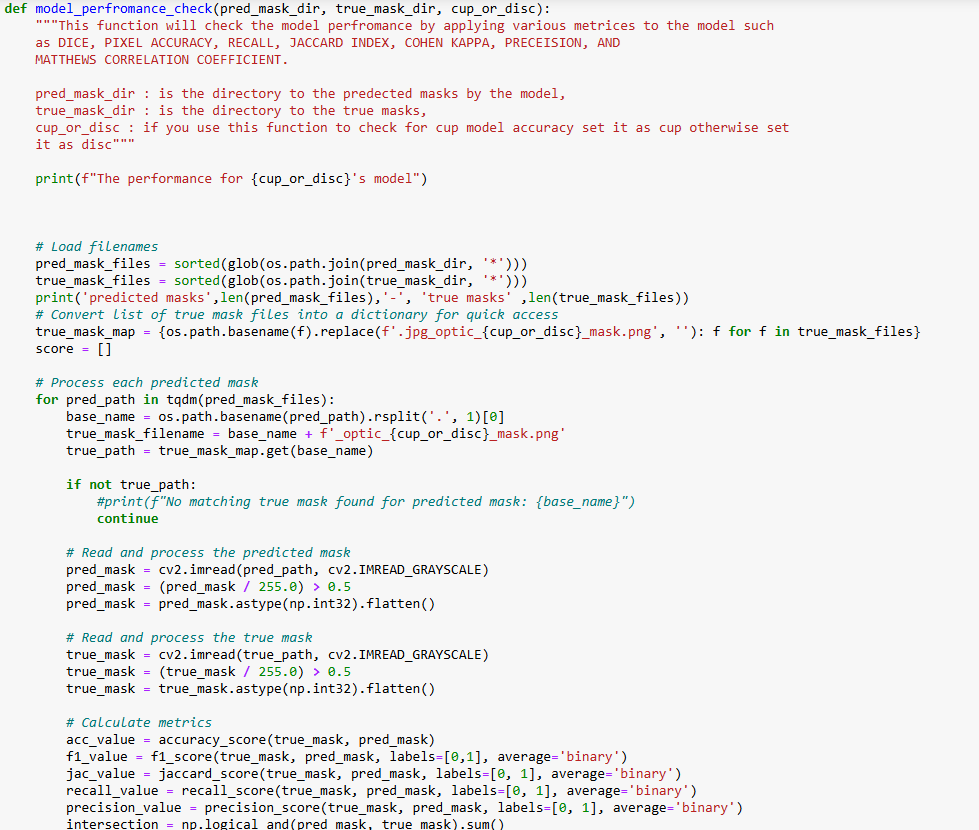 def model_perfromance_check(pred_mask_dir, true_mask_dir, cup_or_disc):
    """This function will check the model perfromance by applying various metrices to the model such
    as DICE, PIXEL ACCURACY, RECALL, JACCARD INDEX, COHEN KAPPA, PRECEISION, AND
    MATTHEWS CORRELATION COEFFICIENT.

    pred_mask_dir : is the directory to the predected masks by the model,
    true_mask_dir : is the directory to the true masks,
    cup_or_disc : if you use this function to check for cup model accuracy set it as cup otherwise set
    it as disc"""

    print(f"The performance for {cup_or_disc}'s model")

    # Load filenames
    pred_mask_files = sorted(glob(os.path.join(pred_mask_dir, '*')))
    true_mask_files = sorted(glob(os.path.join(true_mask_dir, '*')))
    print('predicted masks',len(pred_mask_files),'-', 'true masks' ,len(true_mask_files))
    # Convert list of true mask files into a dictionary for quick access
    true_mask_map = {os.path.basename(f).replace(f'.jpg_optic_{cup_or_disc}_mask.png', ''): f for f in true_mask_files}
    score = []

    # Process each predicted mask
    for pred_path in tqdm(pred_mask_files):
        base_name = os.path.basename(pred_path).rsplit('.', 1)[0]
        true_mask_filename = base_name + f'_optic_{cup_or_disc}_mask.png'
        true_path = true_mask_map.get(base_name)

        if not true_path:
            #print(f"No matching true mask found for predicted mask: {base_name}")
            continue

        # Read and process the predicted mask
        pred_mask = cv2.imread(pred_path, cv2.IMREAD_GRAYSCALE)
        pred_mask = (pred_mask / 255.0) > 0.5
        pred_mask = pred_mask.astype(np.int32).flatten()

        # Read and process the true mask
        true_mask = cv2.imread(true_path, cv2.IMREAD_GRAYSCALE)
        true_mask = (true_mask / 255.0) > 0.5
        true_mask = true_mask.astype(np.int32).flatten()

        # Calculate metrics
        acc_value = accuracy_score(true_mask, pred_mask)
        f1_value = f1_score(true_mask, pred_mask, labels=[0,1], average='binary')
        jac_value = jaccard_score(true_mask, pred_mask, labels=[0, 1], average='binary')
        recall_value = recall_score(true_mask, pred_mask, labels=[0, 1], average='binary')
        precision_value = precision_score(true_mask, pred_mask, labels=[0, 1], average='binary')
        intersection = np.logical_and(pred_mask, true_mask).sum()